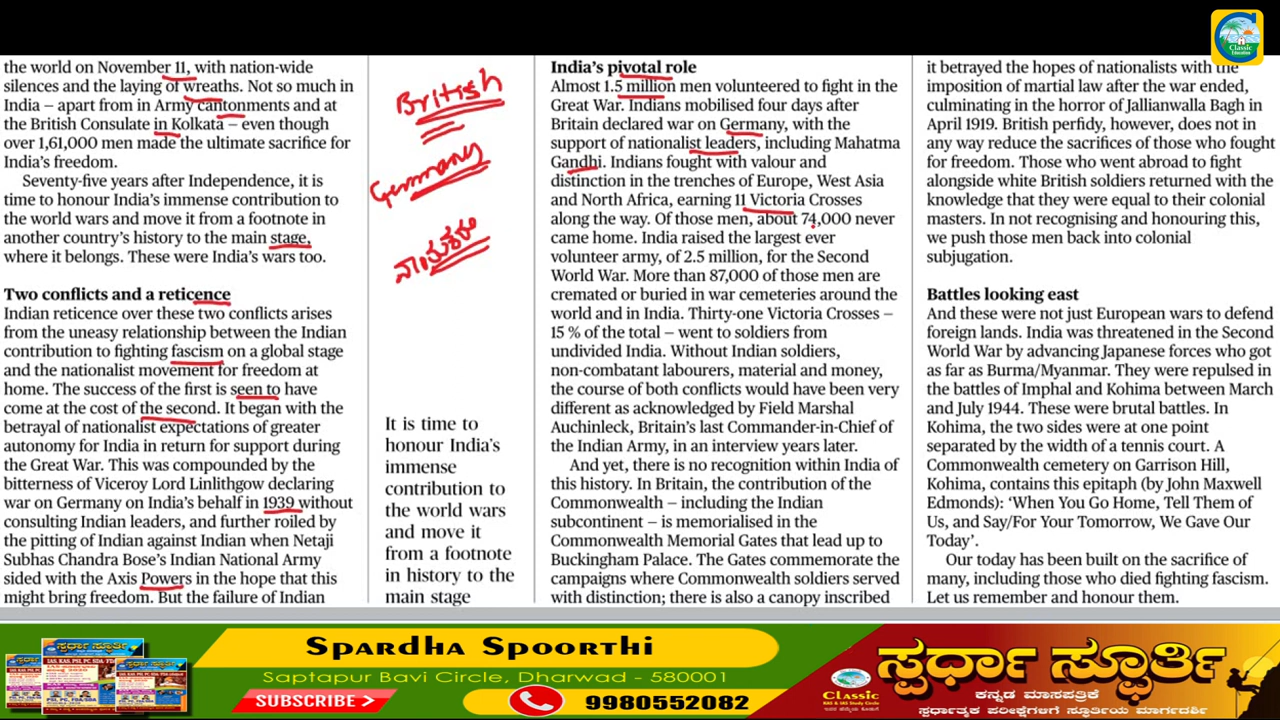 Classic
Education
the world on November 11, with nation-wide
silences and the laying of wreaths. Not so much in
India – apart from in Army cantonments and at
the British Consulate in Kolkata – even though
over 1,61,000 men made the ultimate sacrifice for
India’s freedom.
Seventy-five years after Independence, it is
time to honour India’s immense contribution to
the world wars and move it from a footnote in
another country’s history to the main stage,
where it belongs. These were India’s wars too.
Two conflicts and a reticence
Indian reticence over these two conflicts arises
from the uneasy relationship between the Indian
contribution to fighting fascism on a global stage
and the nationalist movement for freedom at
home. The success of the first is seen to have
come at the cost of the second. It began with the
betrayal of nationalist expectations of greater
autonomy for India in return for support during
the Great War. This was compounded by the
bitterness of Viceroy Lord Linlithgow declaring
war on Germany on India’s behalf in 1939 without
consulting Indian leaders, and further roiled by
the pitting of Indian against Indian when Netaji
Subhas Chandra Bose’s Indian National Army
sided with the Axis Powers in the hope that this
might bring freedom. But the failure of Indian
British
Germany
It is time to
honour India’s
immense
contribution to
the world wars
and move it
from a footnote
in history to the
main stage
India’s pivotal role
Almost 1.5 million men volunteered to fight in the
Great War. Indians mobilised four days after
Britain declared war on Germany, with the
support of nationalist leaders, including Mahatma
Gandhi. Indians fought with valour and
distinction in the trenches of Europe, West Asia
and North Africa, earning 11 Victoria Crosses
along the way. Of those men, about 74,000 never
came home. India raised the largest ever
volunteer army, of 2.5 million, for the Second
World War. More than 87,000 of those men are
cremated or buried in war cemeteries around the
world and in India. Thirty-one Victoria Crosses –
15 % of the total – went to soldiers from
undivided India. Without Indian soldiers,
non-combatant labourers, material and money,
the course of both conflicts would have been very
different as acknowledged by Field Marshal
Auchinleck, Britain’s last Commander-in-Chief of
the Indian Army, in an interview years later.
And yet, there is no recognition within India of
this history. In Britain, the contribution of the
Commonwealth – including the Indian
subcontinent – is memorialised in the
Commonwealth Memorial Gates that lead up to
Buckingham Palace. The Gates commemorate the
campaigns where Commonwealth soldiers served
with distinction; there is also a canopy inscribed
it betrayed the hopes of nationalists with the
imposition of martial law after the war ended,
culminating in the horror of Jallianwalla Bagh in
April 1919. British perfidy, however, does not in
any way reduce the sacrifices of those who fought
for freedom. Those who went abroad to fight
alongside white British soldiers returned with the
knowledge that they were equal to their colonial
masters. In not recognising and honouring this,
we push those men back into colonial
subjugation.
Battles looking east
And these were not just European wars to defend
foreign lands. India was threatened in the Second
World War by advancing Japanese forces who got
as far as Burma/Myanmar. They were repulsed in
the battles of Imphal and Kohima between March
and July 1944. These were brutal battles. In
Kohima, the two sides were at one point
separated by the width of a tennis court. A
Commonwealth cemetery on Garrison Hill,
Kohima, contains this epitaph (by John Maxwell
Edmonds): ‘When You Go Home, Tell Them of
Us, and Say/For Your Tomorrow, We Gave Our
Today’.
Our today has been built on the sacrifice of
many, including those who died fighting fascism.
Let us remember and honour them.
Spardha Spoorthi
Saptapur Bavi Circle, Dharwad - 580001
SUBSCRIBE
9980552082
Classic
KAS & IAS Study Circle
ಸ್ಪರ್ಧಾ ಸ್ಫೂರ್ತಿ
ಕನ್ನಡ ಮಾಸಪತ್ರಿಕೆ
ಸ್ಪರ್ಧಾತ್ಮಕ ಪರೀಕ್ಷೆಗಳಿಗೆ ಸ್ಫೂರ್ತಿಯ ಮಾರ್ಗದರ್ಶಿ